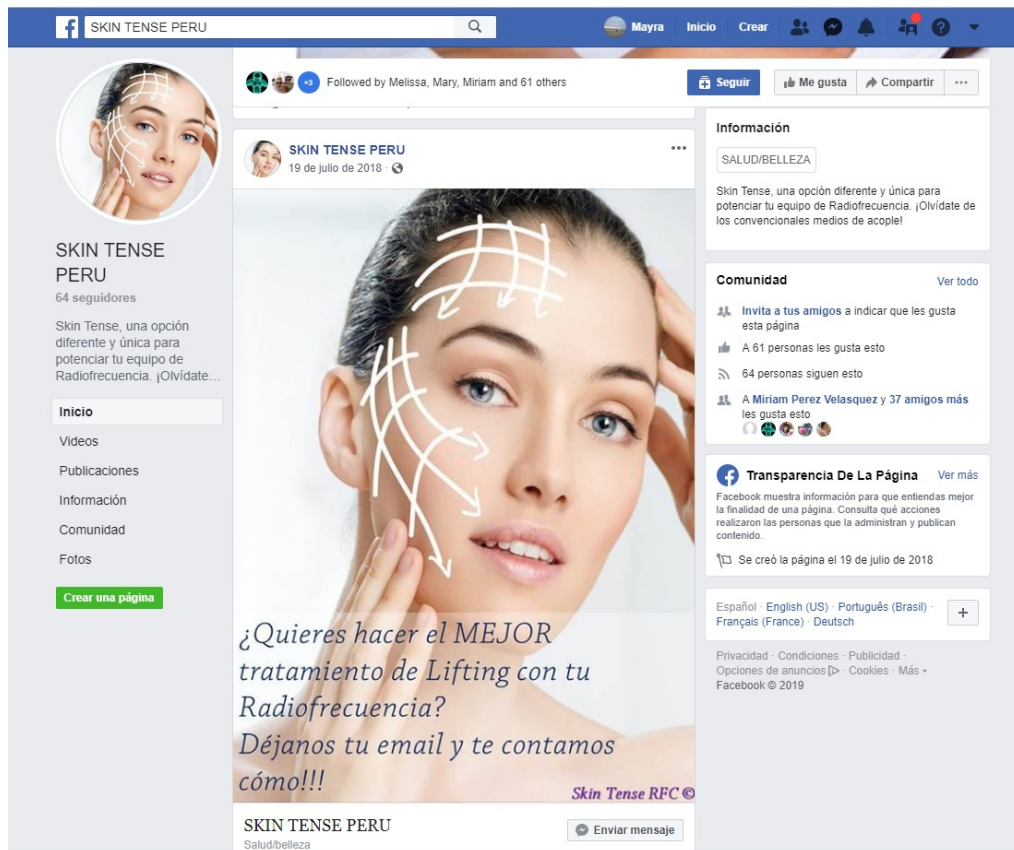 SKIN TENSE PERU
Mayra
Inicio
Crear
Followed by Melissa, Mary, Miriam and 61 others
Seguir
Me gusta
Compartir
SKIN TENSE
PERU
64 seguidores
Skin Tense, una opción
diferente y única para
potenciar tu equipo de
Radiofrecuencia. ¡Olvídate...
Inicio
Videos
Publicaciones
Información
Comunidad
Fotos
Crear una página
SKIN TENSE PERU
19 de julio de 2018
¿Quieres hacer el MEJOR
tratamiento de Lifting con tu
Radiofrecuencia?
Déjanos tu email y te contamos
cómo!!!
Skin Tense RFC ©
SKIN TENSE PERU
Salud/belleza
Enviar mensaje
Información
SALUD/BELLEZA
Skin Tense, una opción diferente y única para
potenciar tu equipo de Radiofrecuencia. ¡Olvídate de
los convencionales medios de acople!
Comunidad
Ver todo
Invita a tus amigos a indicar que les gusta
esta página
A 61 personas les gusta esto
64 personas siguen esto
A Miriam Perez Velasquez y 37 amigos más
les gusta esto
Transparencia De La Página
Ver más
Facebook muestra información para que entiendas mejor
la finalidad de una página. Consulta qué acciones
realizaron las personas que la administran y publican
contenido.
Se creó la página el 19 de julio de 2018
Español · English (US) · Português (Brasil) ·
Français (France) · Deutsch
Privacidad · Condiciones · Publicidad ·
Opciones de anuncios · Cookies · Más
Facebook © 2019